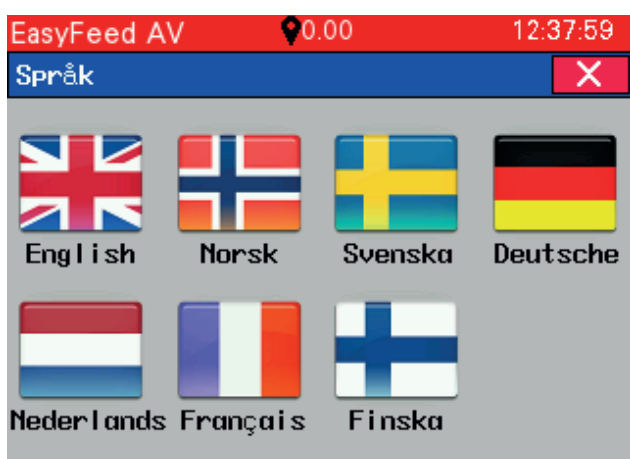 EasyFeed AV 0.00 12:37:59
Språk
English Norsk Svenska Deutsche
Nederlands Français Finska